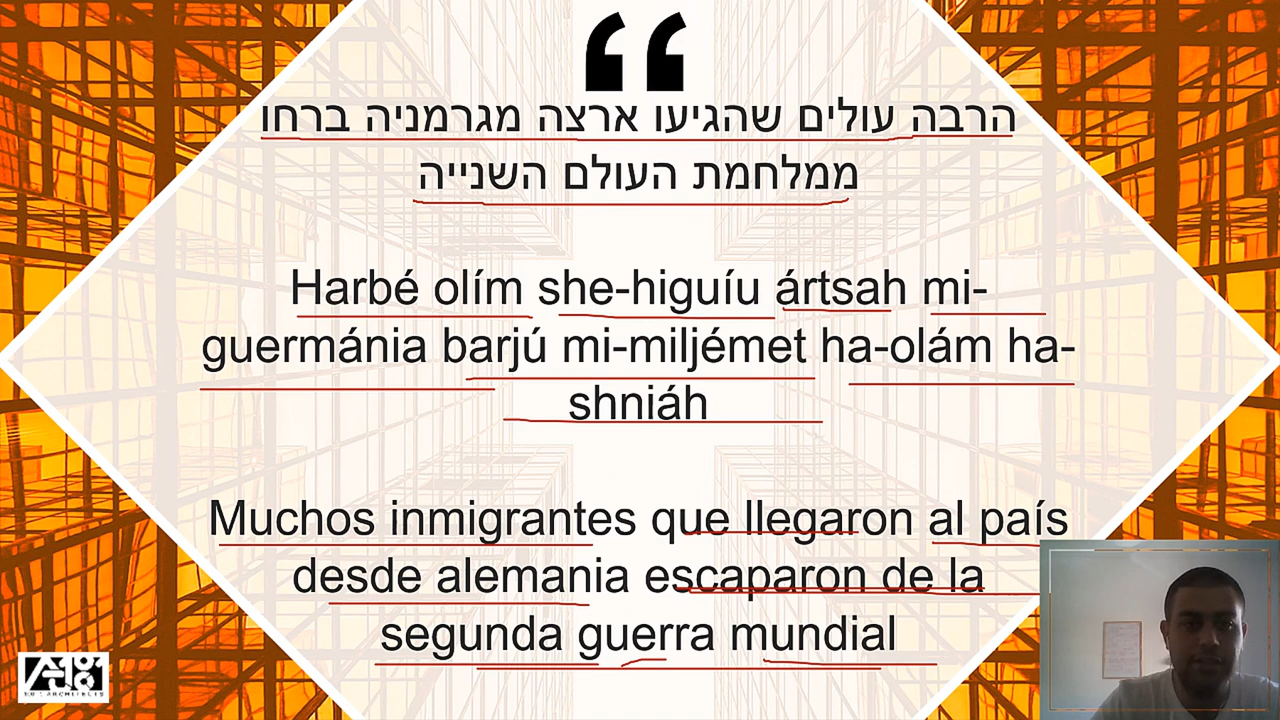 “
הרבה עולים שהגיעו ארצה מגרמניה ברחו
ממלחמת העולם השנייה
Harbé olím she-higuíu ártsah mi-
guermánia barjú mi-miljémet ha-olám ha-
shniáh
Muchos inmigrantes que llegaron al país
desde alemania escaparon de la
segunda guerra mundial